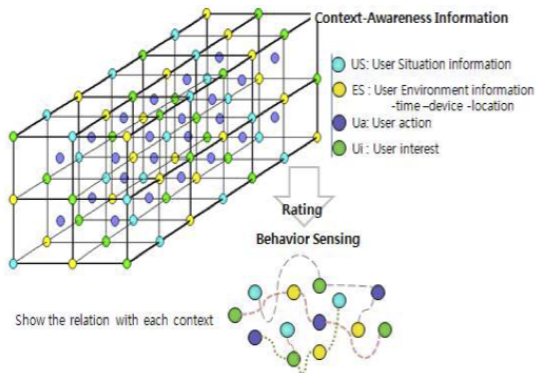 Context-Awareness Information
US: User Situation information
ES : User Environment information
-time –device -location
Ua: User action
Ui : User interest
Rating
Behavior Sensing
Show the relation with each context